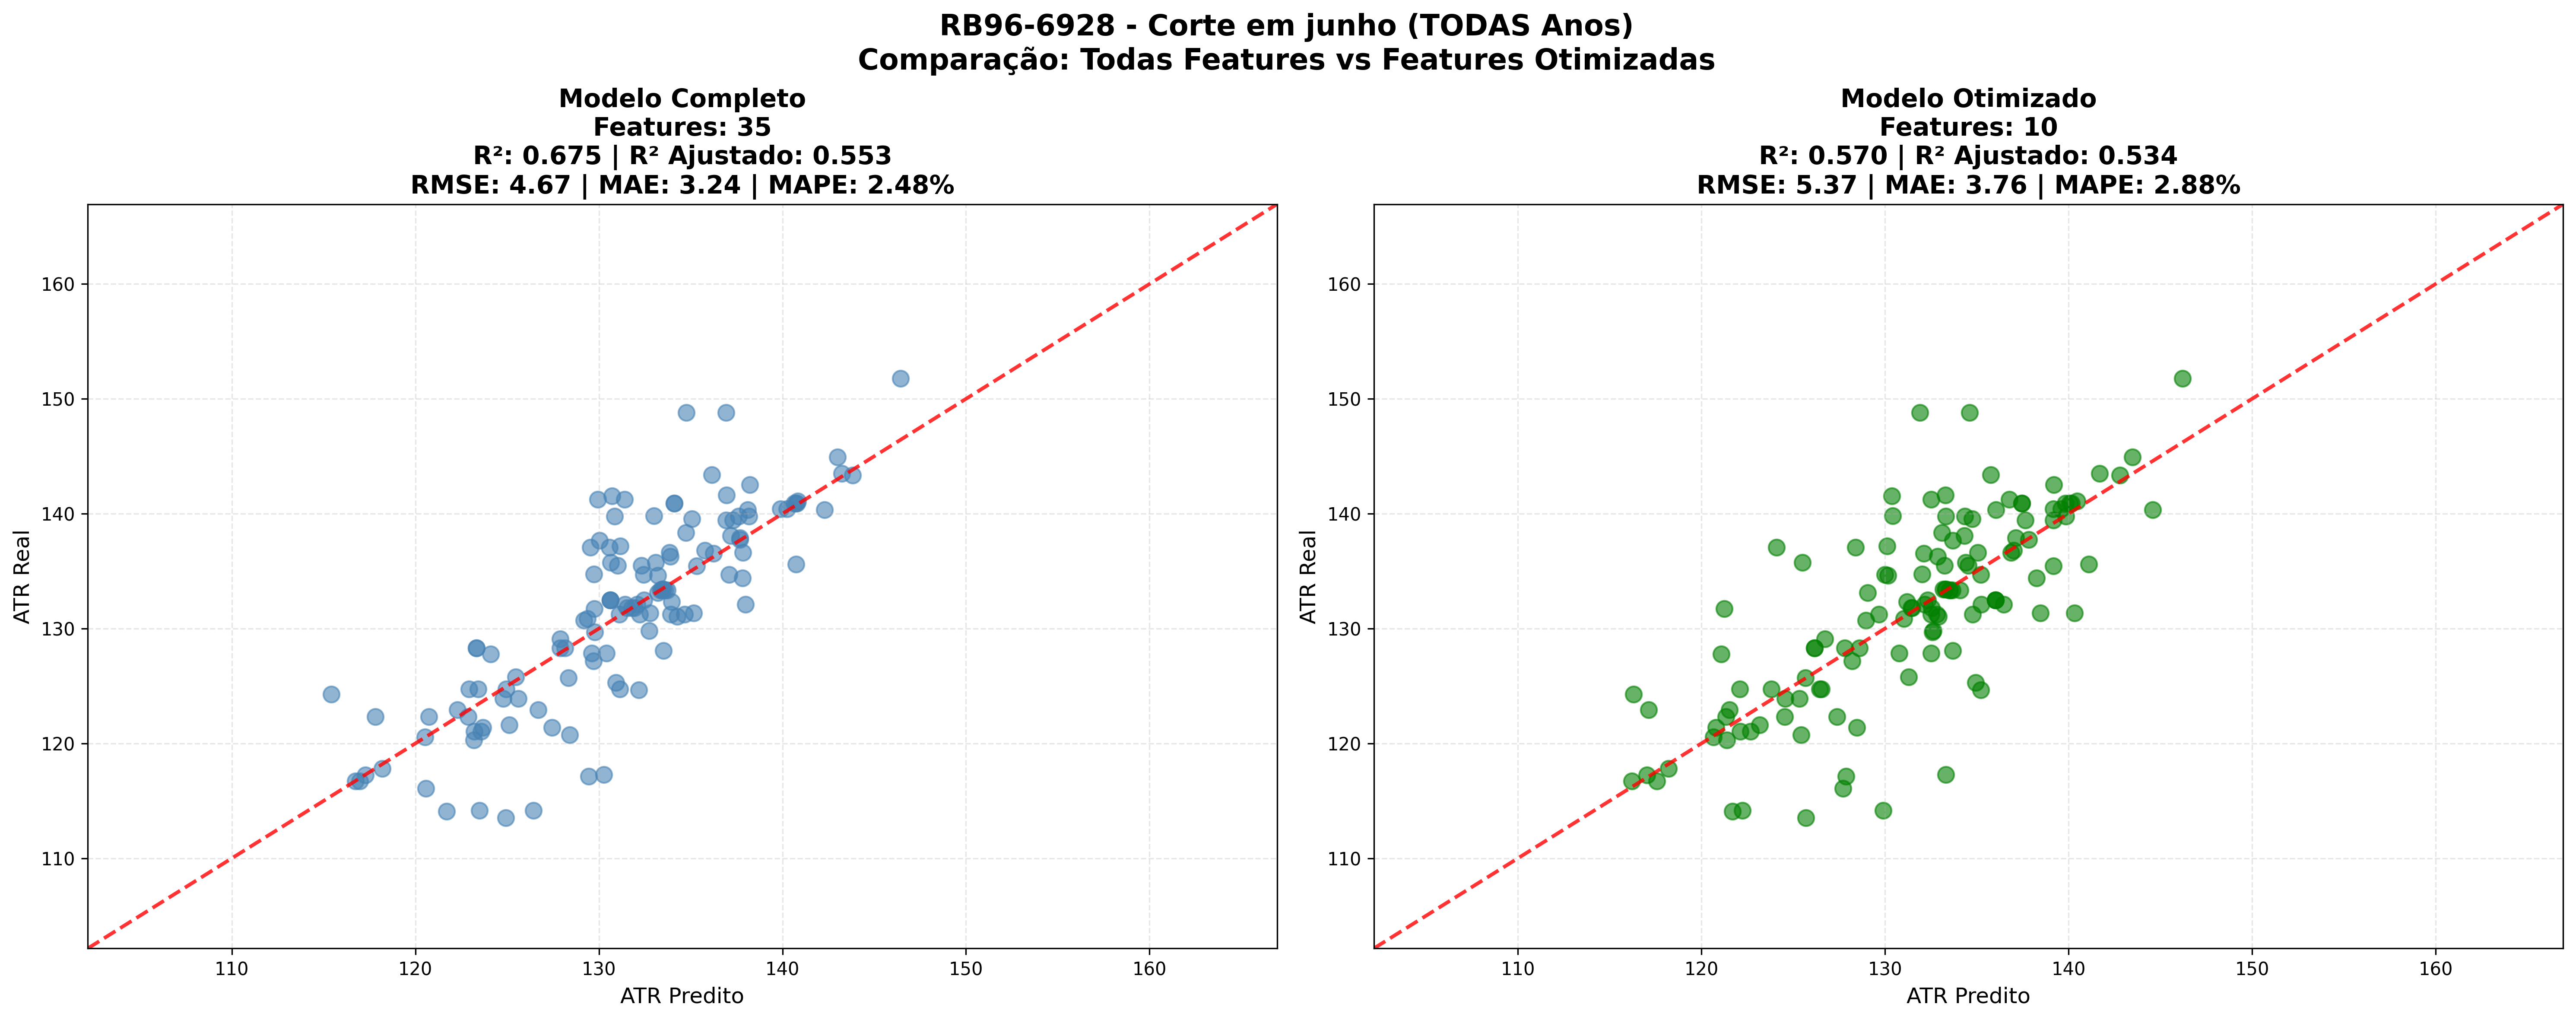 RB96-6928 - Corte em junho (TODAS Anos)
Comparação: Todas Features vs Features Otimizadas
Modelo Completo
Features: 35
R²: 0.675 | R² Ajustado: 0.553
RMSE: 4.67 | MAE: 3.24 | MAPE: 2.48%
160
150
140
130
120
110
ATR Real
110 120 130 140 150 160
ATR Predito
Modelo Otimizado
Features: 10
R²: 0.570 | R² Ajustado: 0.534
RMSE: 5.37 | MAE: 3.76 | MAPE: 2.88%
160
150
140
130
120
110
ATR Real
110 120 130 140 150 160
ATR Predito